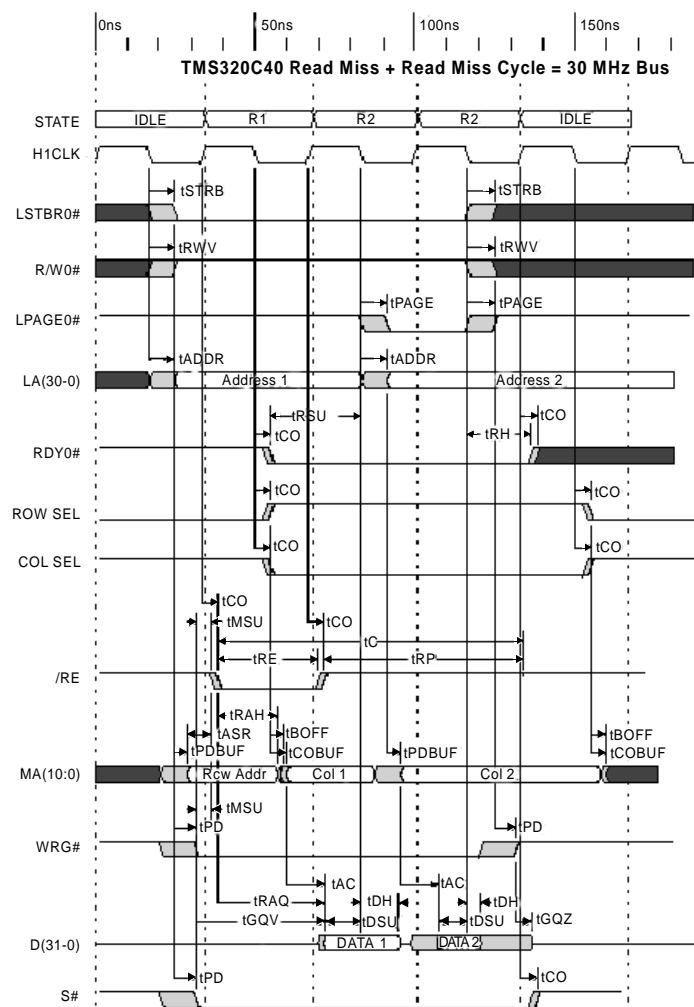 0ns 50ns 100ns 150ns
TMS320C40 Read Miss + Read Miss Cycle = 30 MHz Bus
STATE IDLE R1 R2 R2 IDLE
H1CLK
tSTRB tSTRB
LSTBR0#
tRWV tRWV
R/W0#
tPAGE tPAGE
LPAGE0#
tADDR tADDR
LA(30-0) Address 1 Address 2
tRSU tCO
tCO tRH
RDY0#
tCO tCO
ROW SEL
tCO tCO
COL SEL
tCO
tMSU tCO
tC
tRE tRP
/RE
tRAH
tASR tBOFF tBOFF
tPDBUF tCOBUF tPDBUF tCOBUF
MA(10:0) Rcw Addr Col 1 Col 2
tMSU
tPD tPD
WRG#
tAC tAC
tRAQ tDH tDH
tGQV tDSU tDSU tGQZ
D(31-0) DATA 1 DATA 2
tPD tCO
S#